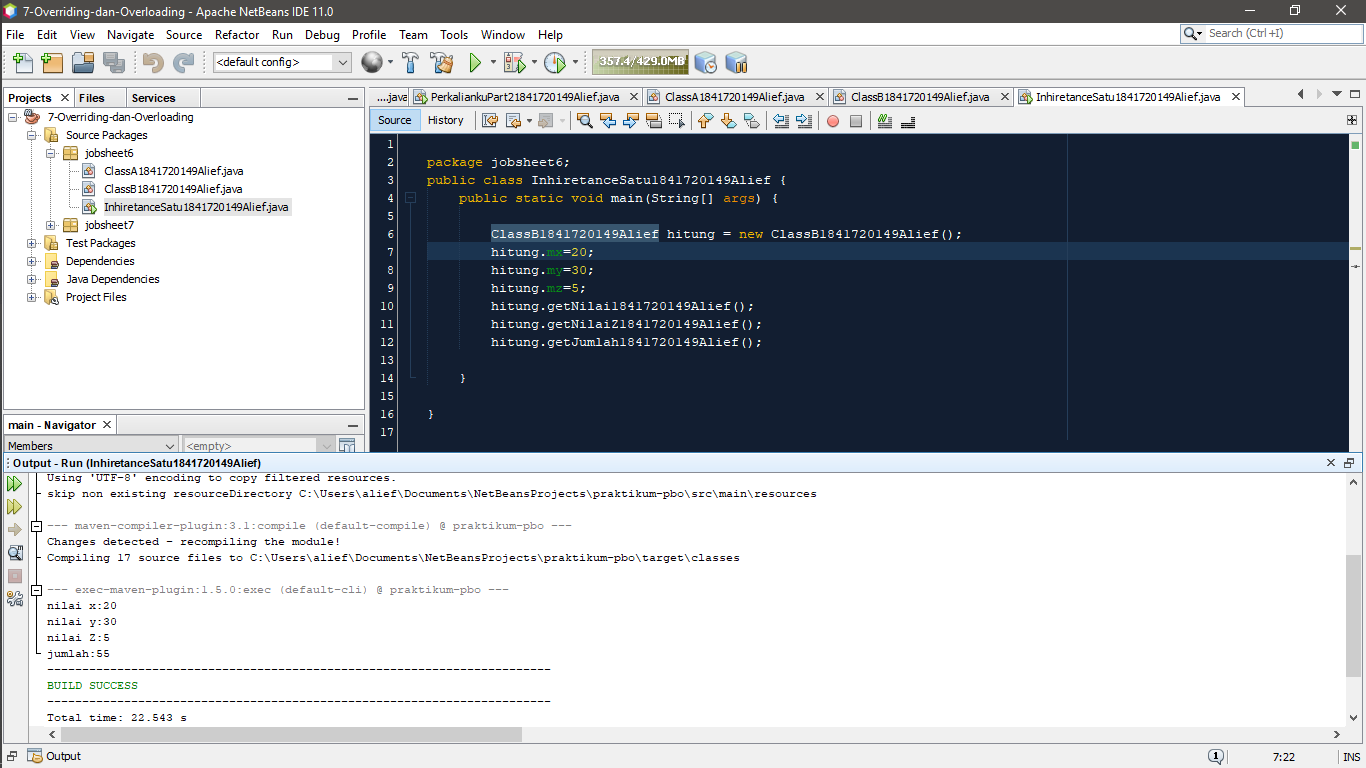 7-Overriding-dan-Overloading - Apache NetBeans IDE 11.0
File Edit View Navigate Source Refactor Run Debug Profile Team Tools Window Help
Search (Ctrl+I)
<default config>
357.4/429.0MB
Projects Files Services
7-Overriding-dan-Overloading
Source Packages
jobsheet6
ClassA1841720149Alief.java
ClassB1841720149Alief.java
InhiretanceSatu1841720149Alief.java
jobsheet7
Test Packages
Dependencies
Java Dependencies
Project Files
main - Navigator
Members
<empty>
....java PerkaliankuPart21841720149Alief.java ClassA1841720149Alief.java ClassB1841720149Alief.java InhiretanceSatu1841720149Alief.java
Source History
1
2 package jobsheet6;
3 public class InhiretanceSatu1841720149Alief {
4 public static void main(String[] args) {
5
6 ClassB1841720149Alief hitung = new ClassB1841720149Alief();
7 hitung.mx=20;
8 hitung.my=30;
9 hitung.mz=5;
10 hitung.getNilai1841720149Alief();
11 hitung.getNilaiZ1841720149Alief();
12 hitung.getJumlah1841720149Alief();
13
14 }
15
16 }
17
Output - Run (InhiretanceSatu1841720149Alief)
Using 'UTF-8' encoding to copy filtered resources.
skip non existing resourceDirectory C:\Users\alief\Documents\NetBeansProjects\praktikum-pbo\src\main\resources
--- maven-compiler-plugin:3.1:compile (default-compile) @ praktikum-pbo ---
Changes detected - recompiling the module!
Compiling 17 source files to C:\Users\alief\Documents\NetBeansProjects\praktikum-pbo\target\classes
--- exec-maven-plugin:1.5.0:exec (default-cli) @ praktikum-pbo ---
nilai x:20
nilai y:30
nilai Z:5
jumlah:55
------------------------------------------------------------------------
BUILD SUCCESS
------------------------------------------------------------------------
Total time: 22.543 s
Output
1
7:22
INS